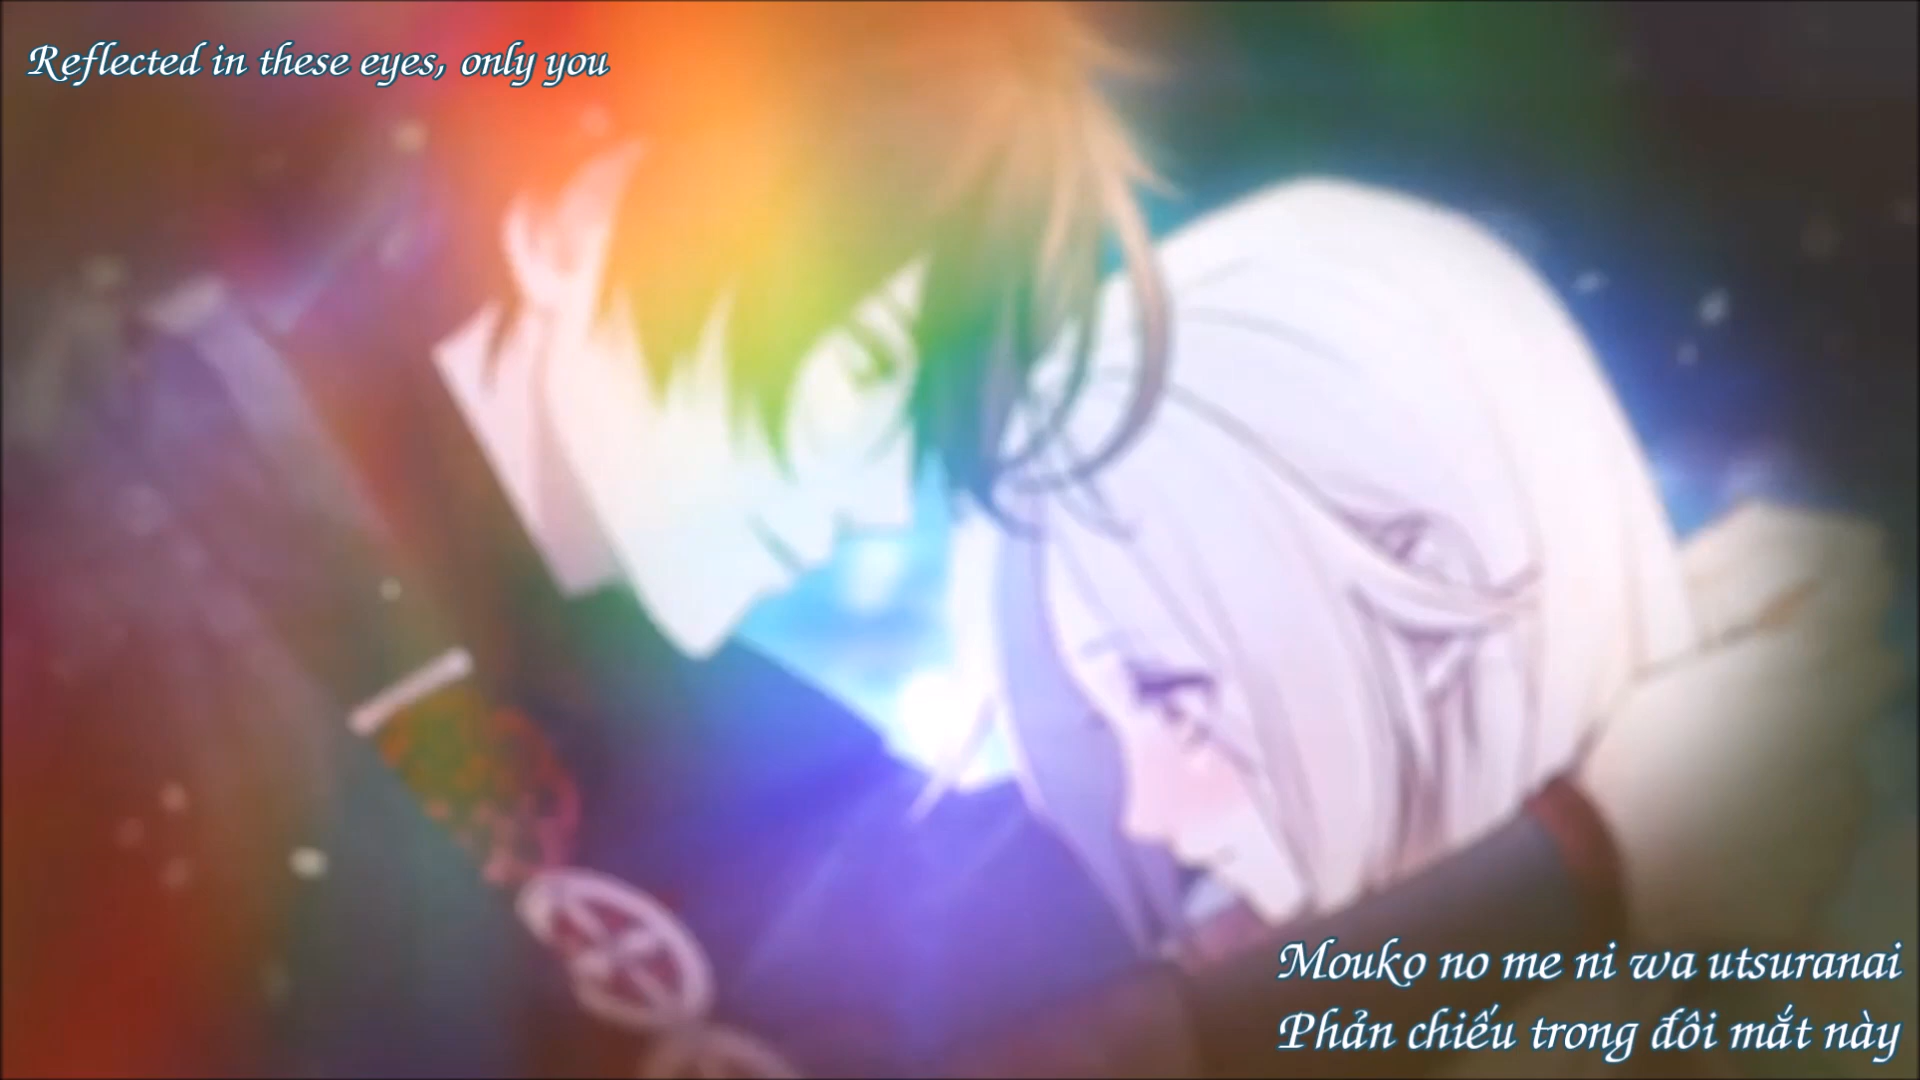 Reflected in these eyes, only you
Mouko no me ni wa utsuranai
Phản chiếu trong đôi mắt này